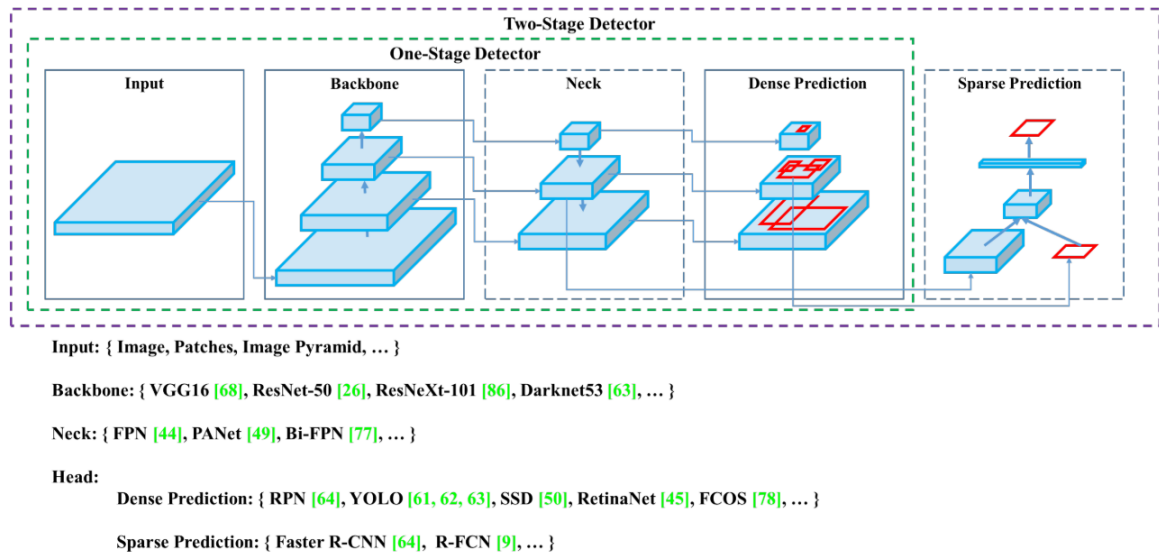 Two-Stage Detector
One-Stage Detector
Input
Backbone
Neck
Dense Prediction
Sparse Prediction
Input: { Image, Patches, Image Pyramid, … }
Backbone: { VGG16 [68], ResNet-50 [26], ResNeXt-101 [86], Darknet53 [63], … }
Neck: { FPN [44], PANet [49], Bi-FPN [77], … }
Head:
Dense Prediction: { RPN [64], YOLO [61, 62, 63], SSD [50], RetinaNet [45], FCOS [78], … }
Sparse Prediction: { Faster R-CNN [64], R-FCN [9], … }